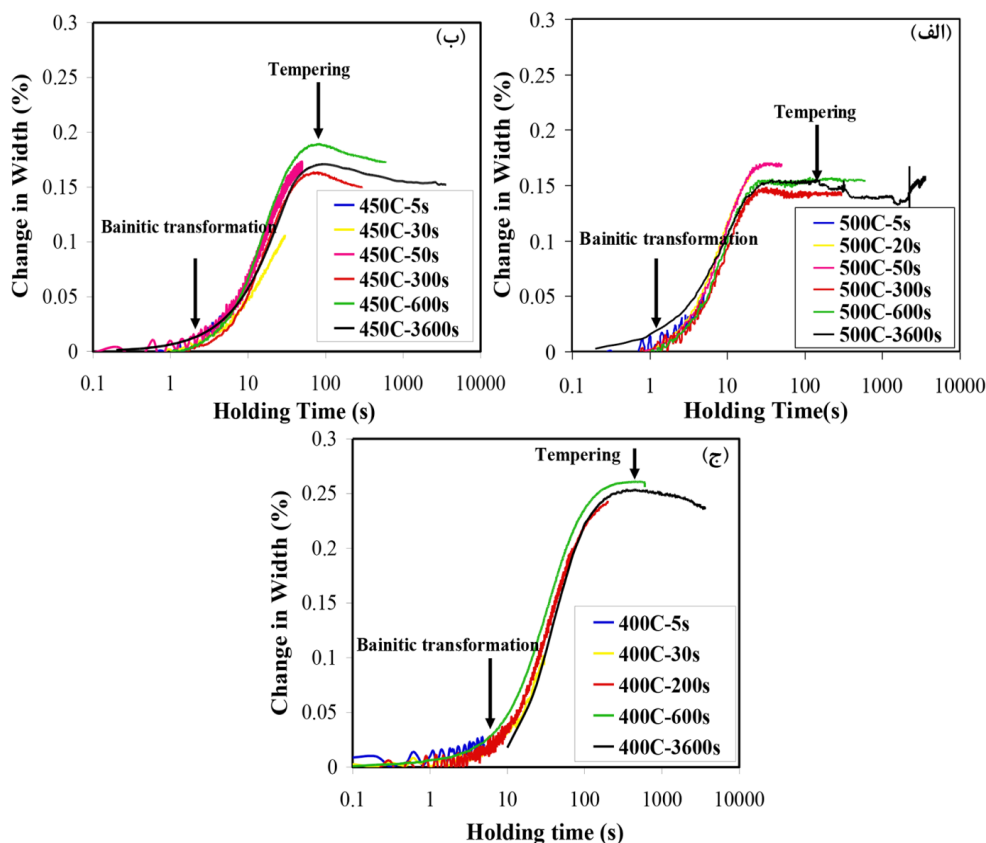 (ب)
Change in Width (%)
0.3
0.25
0.2
0.15
0.1
0.05
0
Tempering
Bainitic transformation
450C-5s
450C-30s
450C-50s
450C-300s
450C-600s
450C-3600s
0.1
1
10
100
1000
10000
Holding Time (s)
(الف)
Change in Width (%)
0.3
0.25
0.2
0.15
0.1
0.05
0
Tempering
Bainitic transformation
500C-5s
500C-20s
500C-50s
500C-300s
500C-600s
500C-3600s
0.1
1
10
100
1000
10000
Holding Time(s)
(ج)
Change in Width (%)
0.3
0.25
0.2
0.15
0.1
0.05
0
Tempering
Bainitic transformation
400C-5s
400C-30s
400C-200s
400C-600s
400C-3600s
0.1
1
10
100
1000
10000
Holding time (s)